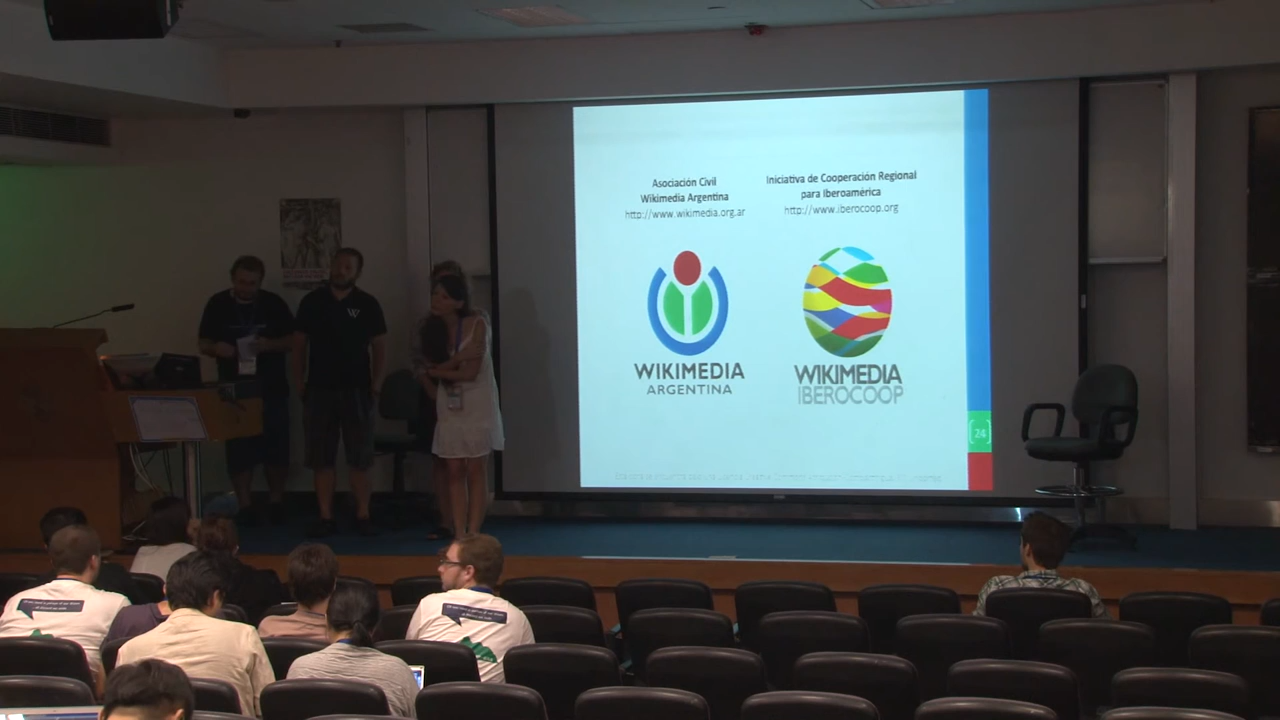 Asociación Civil
Wikimedia Argentina
http://www.wikimedia.org.ar
Iniciativa de Cooperación Regional
para Iberoamérica
http://www.iberocoop.org
WIKIMEDIA
ARGENTINA
WIKIMEDIA
IBEROCOOP
24
W